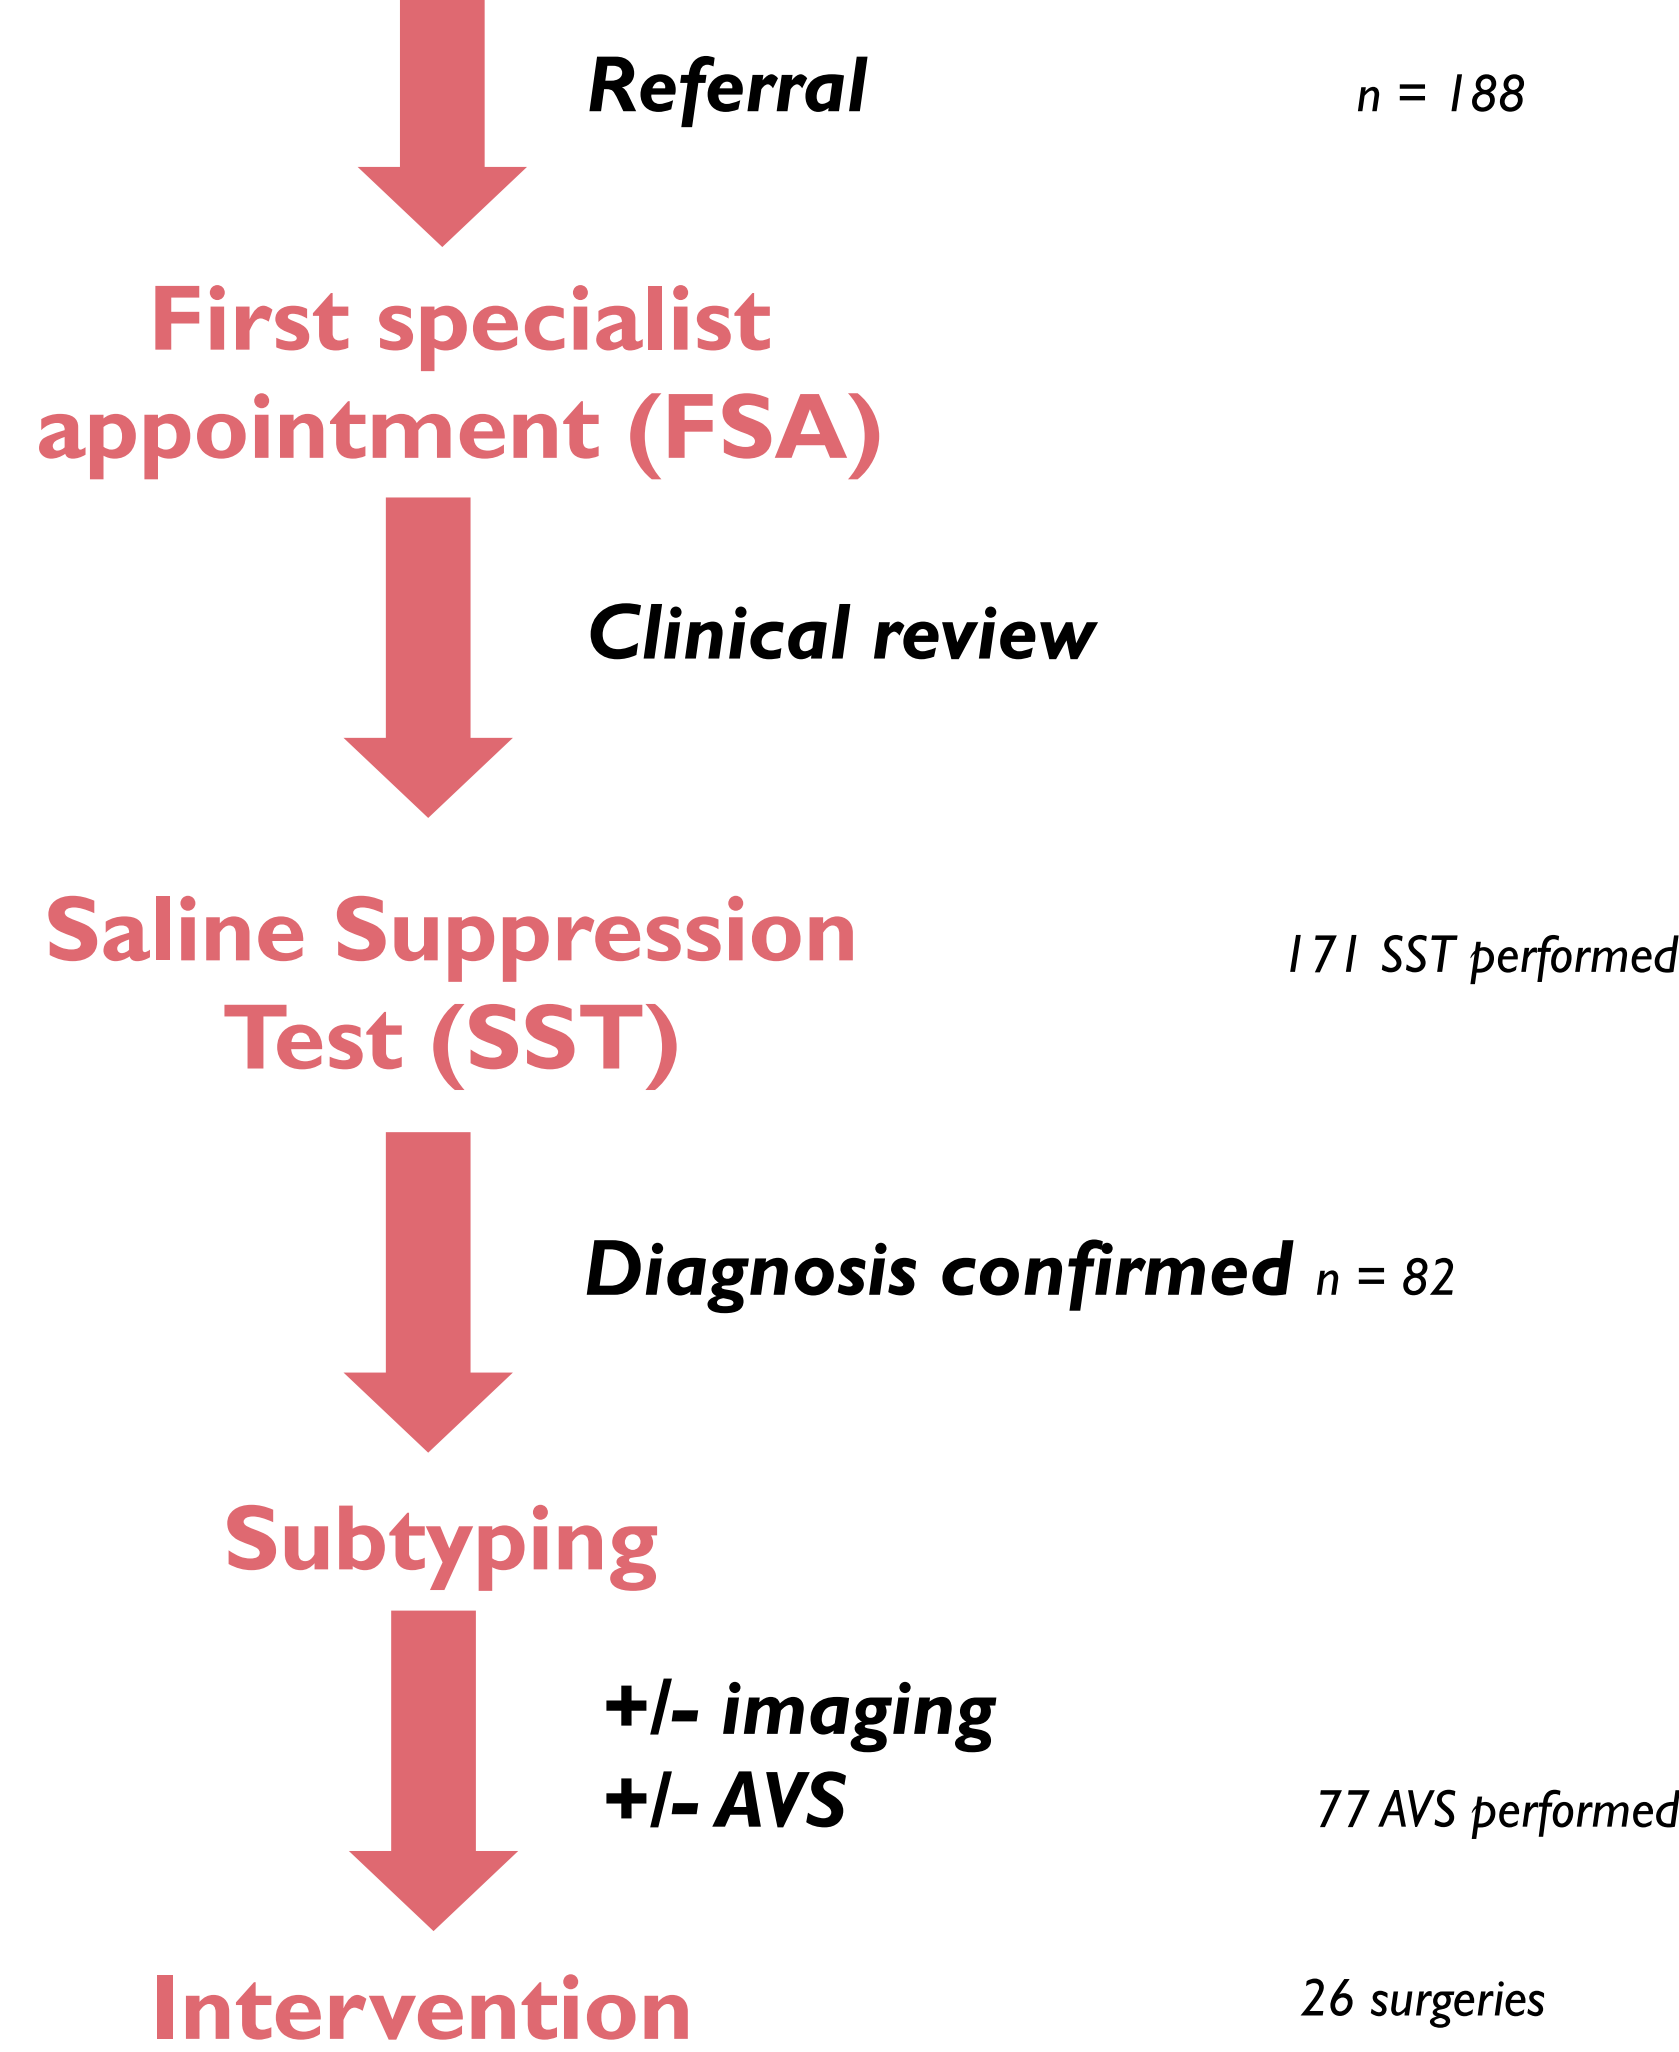 Referral n = 188
First specialist
appointment (FSA)
Clinical review
Saline Suppression 171 SST performed
Test (SST)
Diagnosis confirmed n = 82
Subtyping
+/- imaging
+/- AVS 77 AVS performed
Intervention 26 surgeries